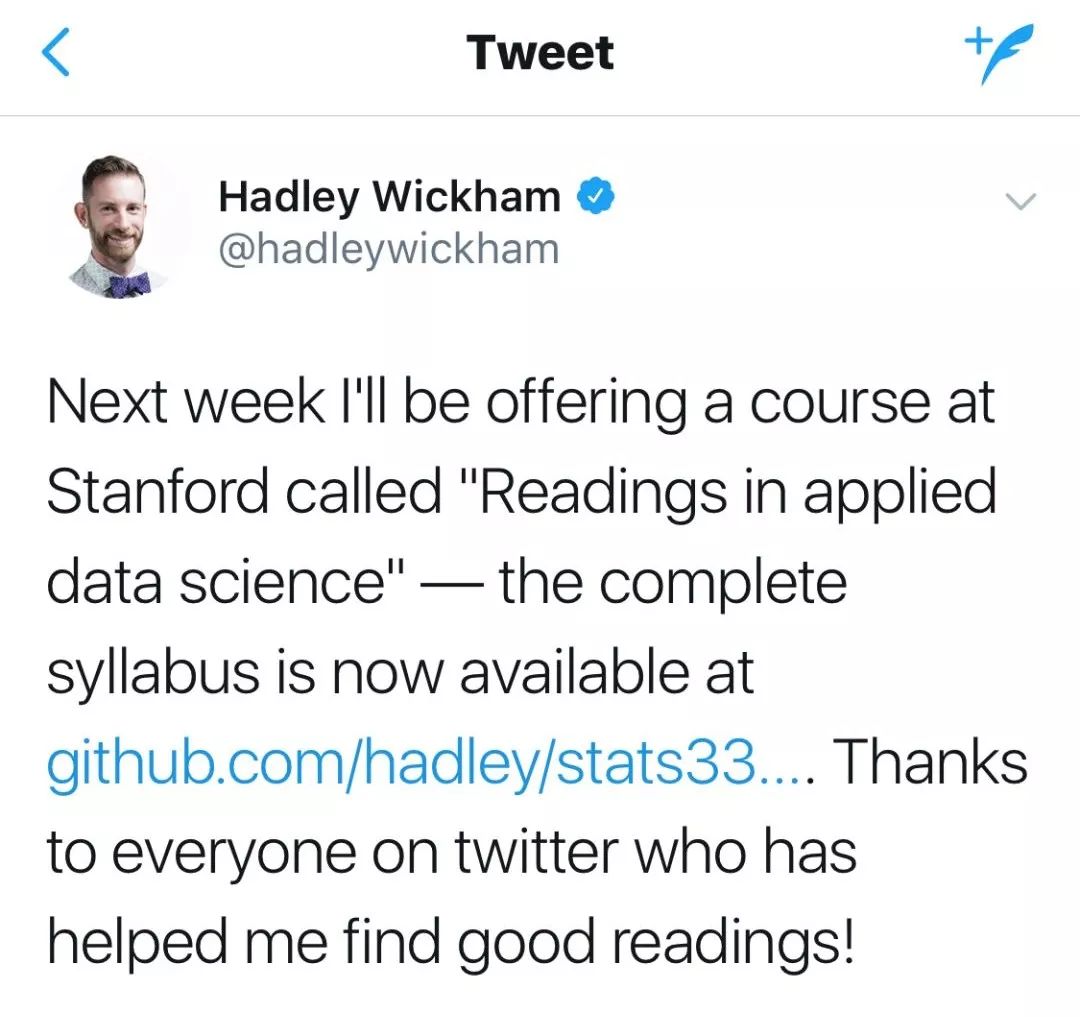 Tweet
Hadley Wickham
@hadleywickham
Next week I'll be offering a course at
Stanford called "Readings in applied
data science" — the complete
syllabus is now available at
github.com/hadley/stats33.... Thanks
to everyone on twitter who has
helped me find good readings!